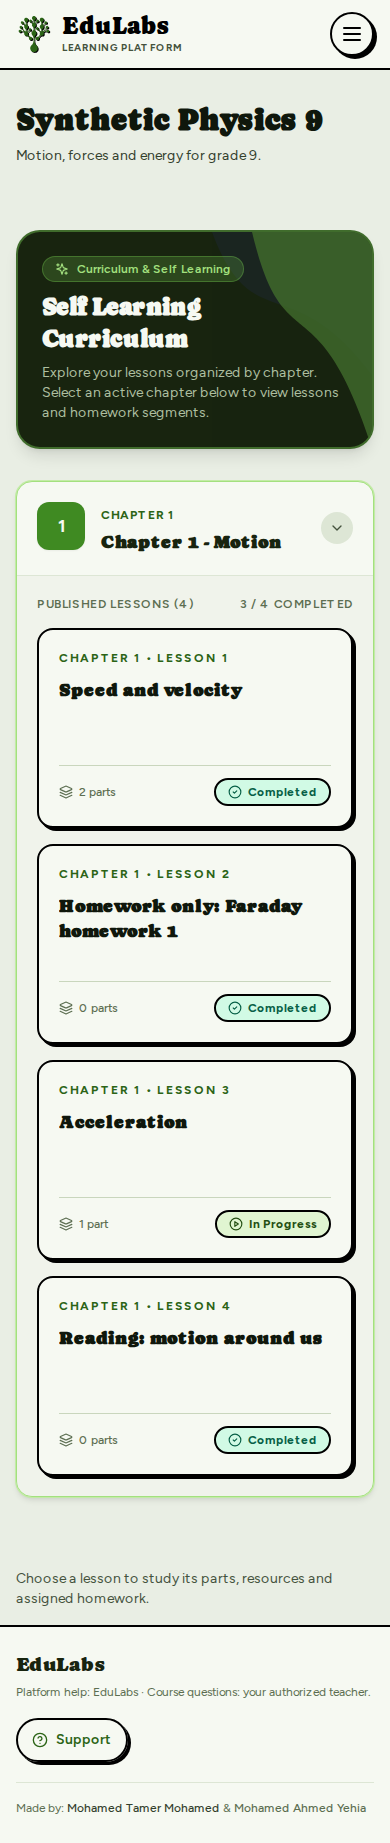 EduLabs
LEARNING PLATFORM
Synthetic Physics 9
Motion, forces and energy for grade 9.
Curriculum & Self Learning
Self Learning
Curriculum
Explore your lessons organized by chapter.
Select an active chapter below to view lessons
and homework segments.
1
CHAPTER 1
Chapter 1 - Motion
PUBLISHED LESSONS (4) 3 / 4 COMPLETED
CHAPTER 1 • LESSON 1
Speed and velocity
2 parts Completed
CHAPTER 1 • LESSON 2
Homework only: Faraday
homework 1
0 parts Completed
CHAPTER 1 • LESSON 3
Acceleration
1 part In Progress
CHAPTER 1 • LESSON 4
Reading: motion around us
0 parts Completed
Choose a lesson to study its parts, resources and
assigned homework.
EduLabs
Platform help: EduLabs · Course questions: your authorized teacher.
Support
Made by: Mohamed Tamer Mohamed & Mohamed Ahmed Yehia